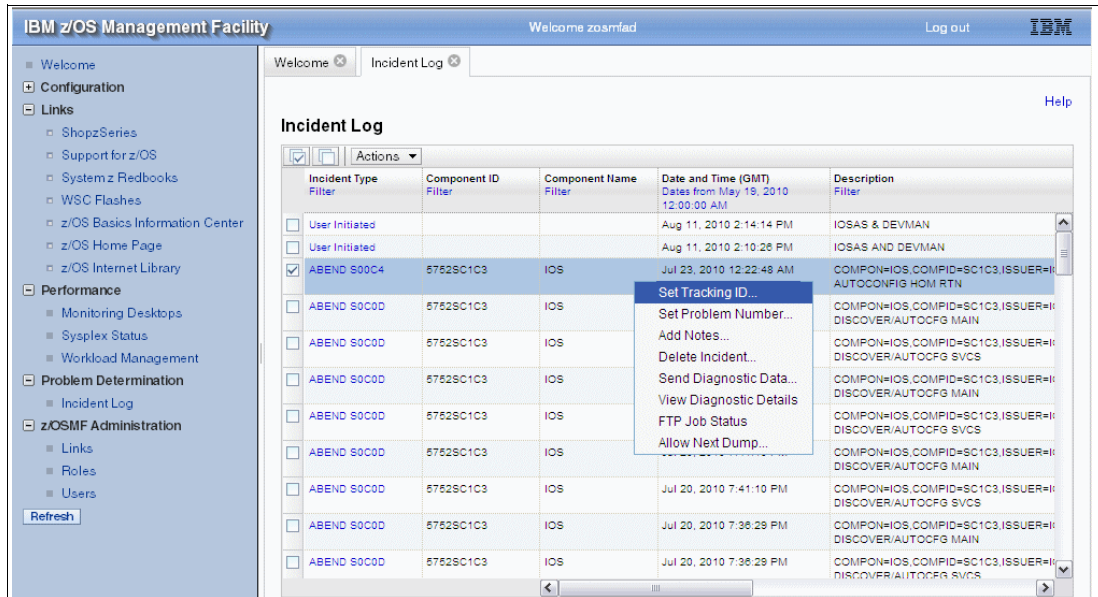 IBM z/OS Management Facility
Welcome zosmfad
Log out
IBM
Welcome
Configuration
Links
ShopzSeries
Support for z/OS
System z Redbooks
WSC Flashes
z/OS Basics Information Center
z/OS Home Page
z/OS Internet Library
Performance
Monitoring Desktops
Sysplex Status
Workload Management
Problem Determination
Incident Log
z/OSMF Administration
Links
Roles
Users
Refresh
Welcome
Incident Log
Help
Incident Log
Actions
Incident Type Component ID Component Name Date and Time (GMT) Description
Filter Filter Filter Dates from May 19, 2010 Filter
12:00:00 AM
User Initiated Aug 11, 2010 2:14:14 PM IOSAS & DEVMAN
User Initiated Aug 11, 2010 2:10:26 PM IOSAS AND DEVMAN
ABEND S00C4 5752SC1C3 IOS Jul 23, 2010 12:22:48 AM COMPON=IOS,COMPID=SC1C3,ISSUER=I
AUTOCONFIG HOM RTN
ABEND S0C0D 5752SC1C3 IOS COMPON=IOS,COMPID=SC1C3,ISSUER=I
DISCOVER/AUTOCFG MAIN
ABEND S0C0D 5752SC1C3 IOS COMPON=IOS,COMPID=SC1C3,ISSUER=I
DISCOVER/AUTOCFG SVCS
ABEND S0C0D 5752SC1C3 IOS COMPON=IOS,COMPID=SC1C3,ISSUER=I
DISCOVER/AUTOCFG MAIN
ABEND S0C0D 5752SC1C3 IOS COMPON=IOS,COMPID=SC1C3,ISSUER=I
DISCOVER/AUTOCFG SVCS
ABEND S0C0D 5752SC1C3 IOS COMPON=IOS,COMPID=SC1C3,ISSUER=I
DISCOVER/AUTOCFG MAIN
ABEND S0C0D 5752SC1C3 IOS Jul 20, 2010 7:41:10 PM COMPON=IOS,COMPID=SC1C3,ISSUER=I
DISCOVER/AUTOCFG SVCS
ABEND S0C0D 5752SC1C3 IOS Jul 20, 2010 7:36:29 PM COMPON=IOS,COMPID=SC1C3,ISSUER=I
DISCOVER/AUTOCFG MAIN
ABEND S0C0D 5752SC1C3 IOS Jul 20, 2010 7:36:29 PM COMPON=IOS,COMPID=SC1C3,ISSUER=I
DISCOVER/AUTOCFG SVCS
Set Tracking ID...
Set Problem Number...
Add Notes...
Delete Incident...
Send Diagnostic Data...
View Diagnostic Details
FTP Job Status
Allow Next Dump...